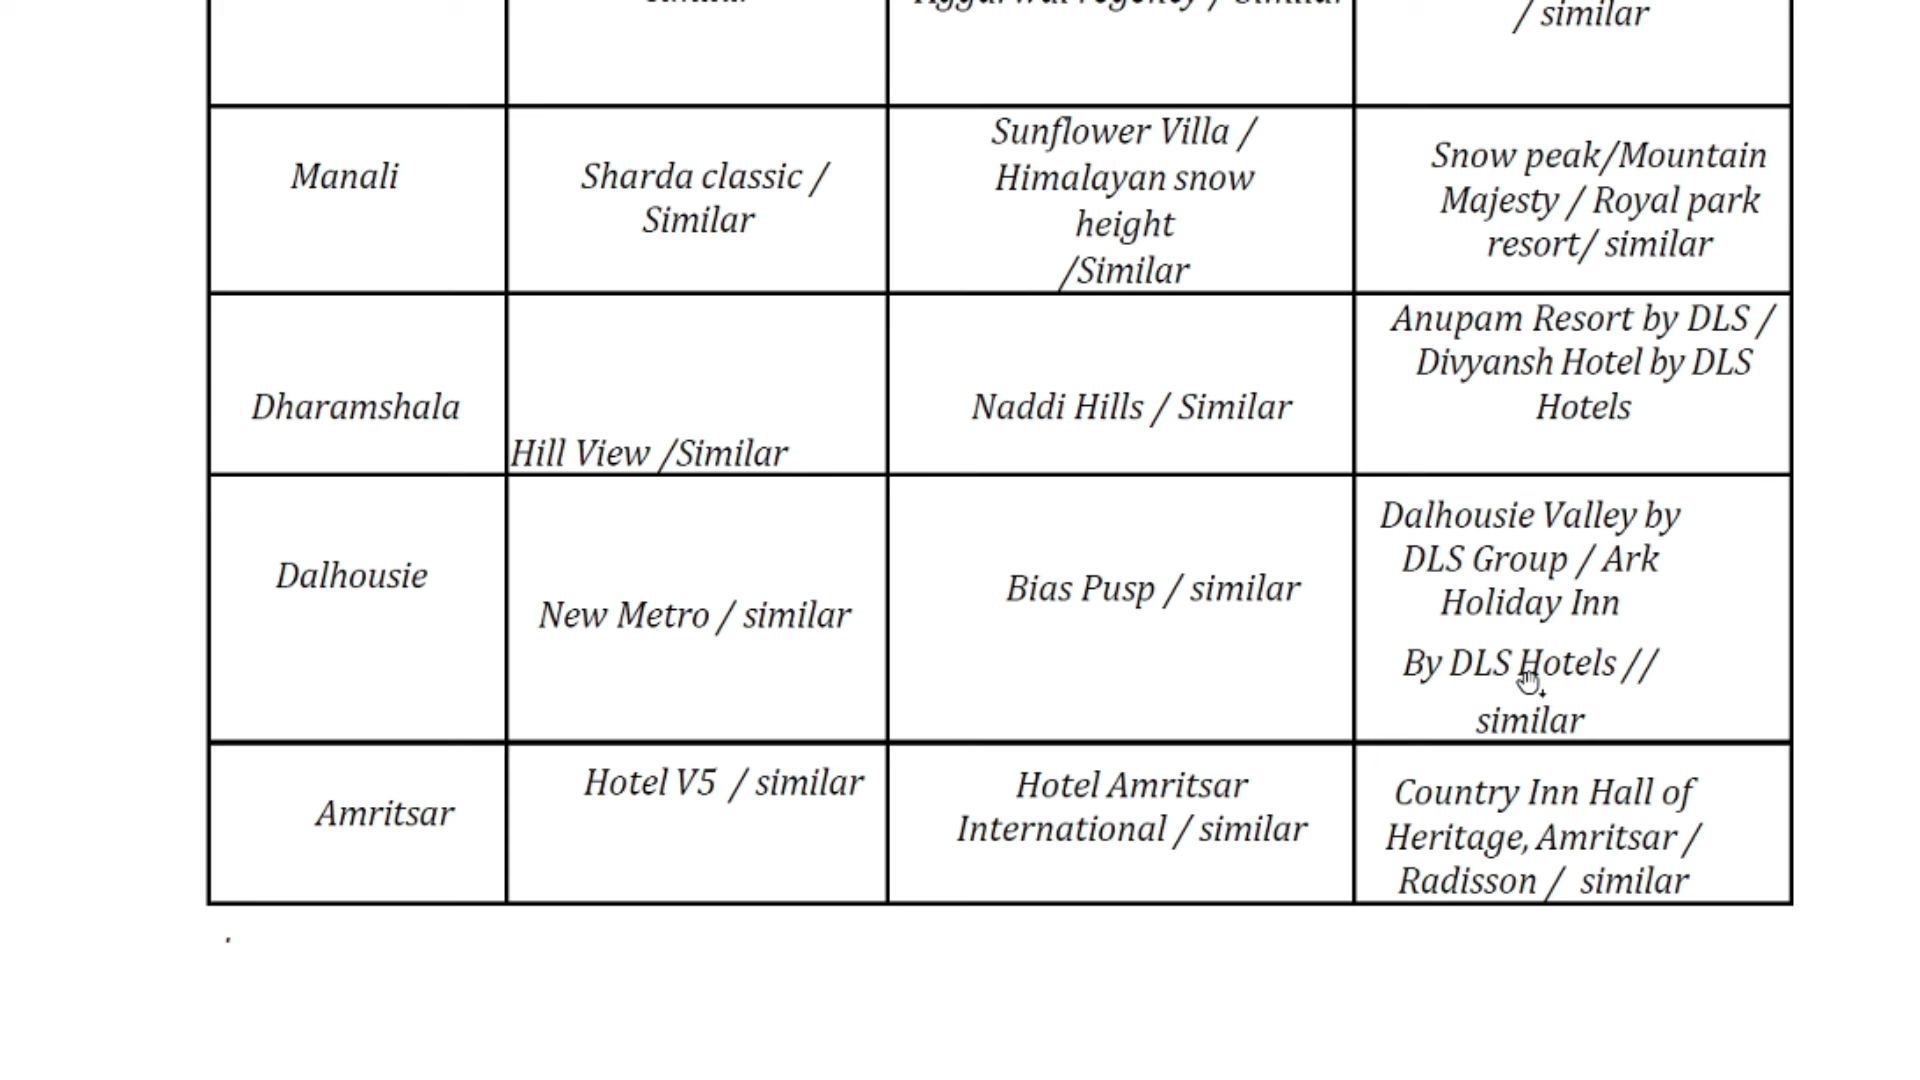 / similar
Manali
Sharda classic /
Similar
Sunflower Villa /
Himalayan snow
height
/Similar
Snow peak/Mountain
Majesty / Royal park
resort/ similar
Dharamshala
Hill View /Similar
Naddi Hills / Similar
Anupam Resort by DLS /
Divyansh Hotel by DLS
Hotels
Dalhousie
New Metro / similar
Bias Pusp / similar
Dalhousie Valley by
DLS Group / Ark
Holiday Inn
By DLS Hotels //
similar
Amritsar
Hotel V5 / similar
Hotel Amritsar
International / similar
Country Inn Hall of
Heritage, Amritsar /
Radisson / similar